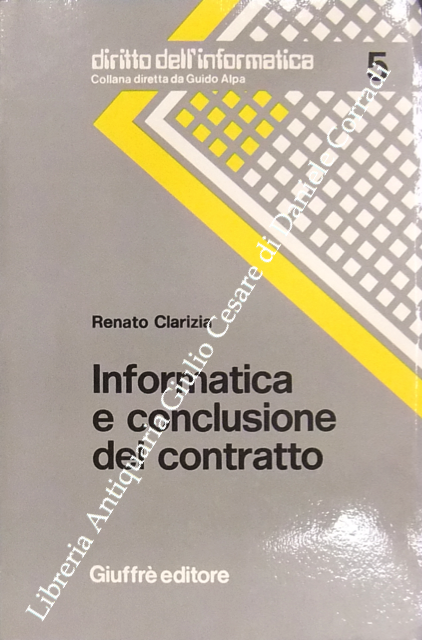 diritto dell'informatica
Collana diretta da Guido Alpa
5
Renato Clarizia
Informatica
e conclusione
del contratto
Giuffrè editore
Libreria Antiquaria Giulio Cesare di Daniele Corradi